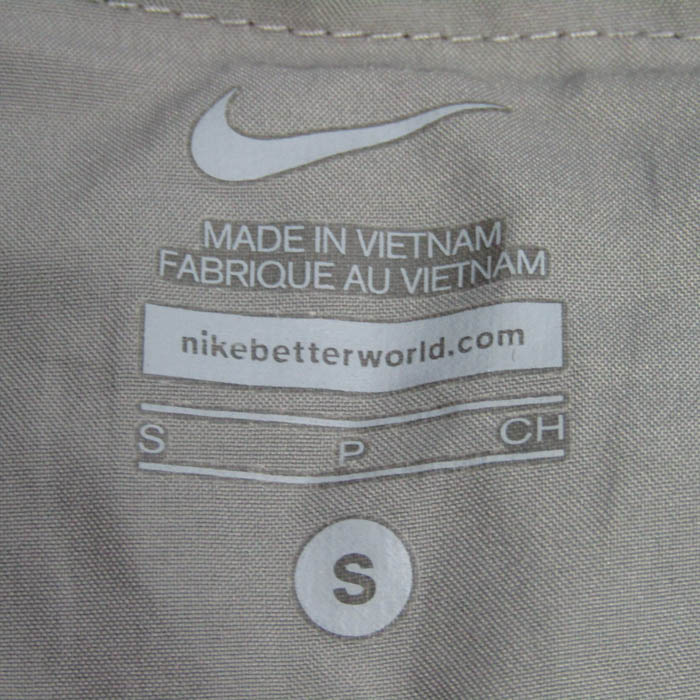 MADE IN VIETNAM
FABRIQUE AU VIETNAM
nikebetterworld.com
S P CH
S